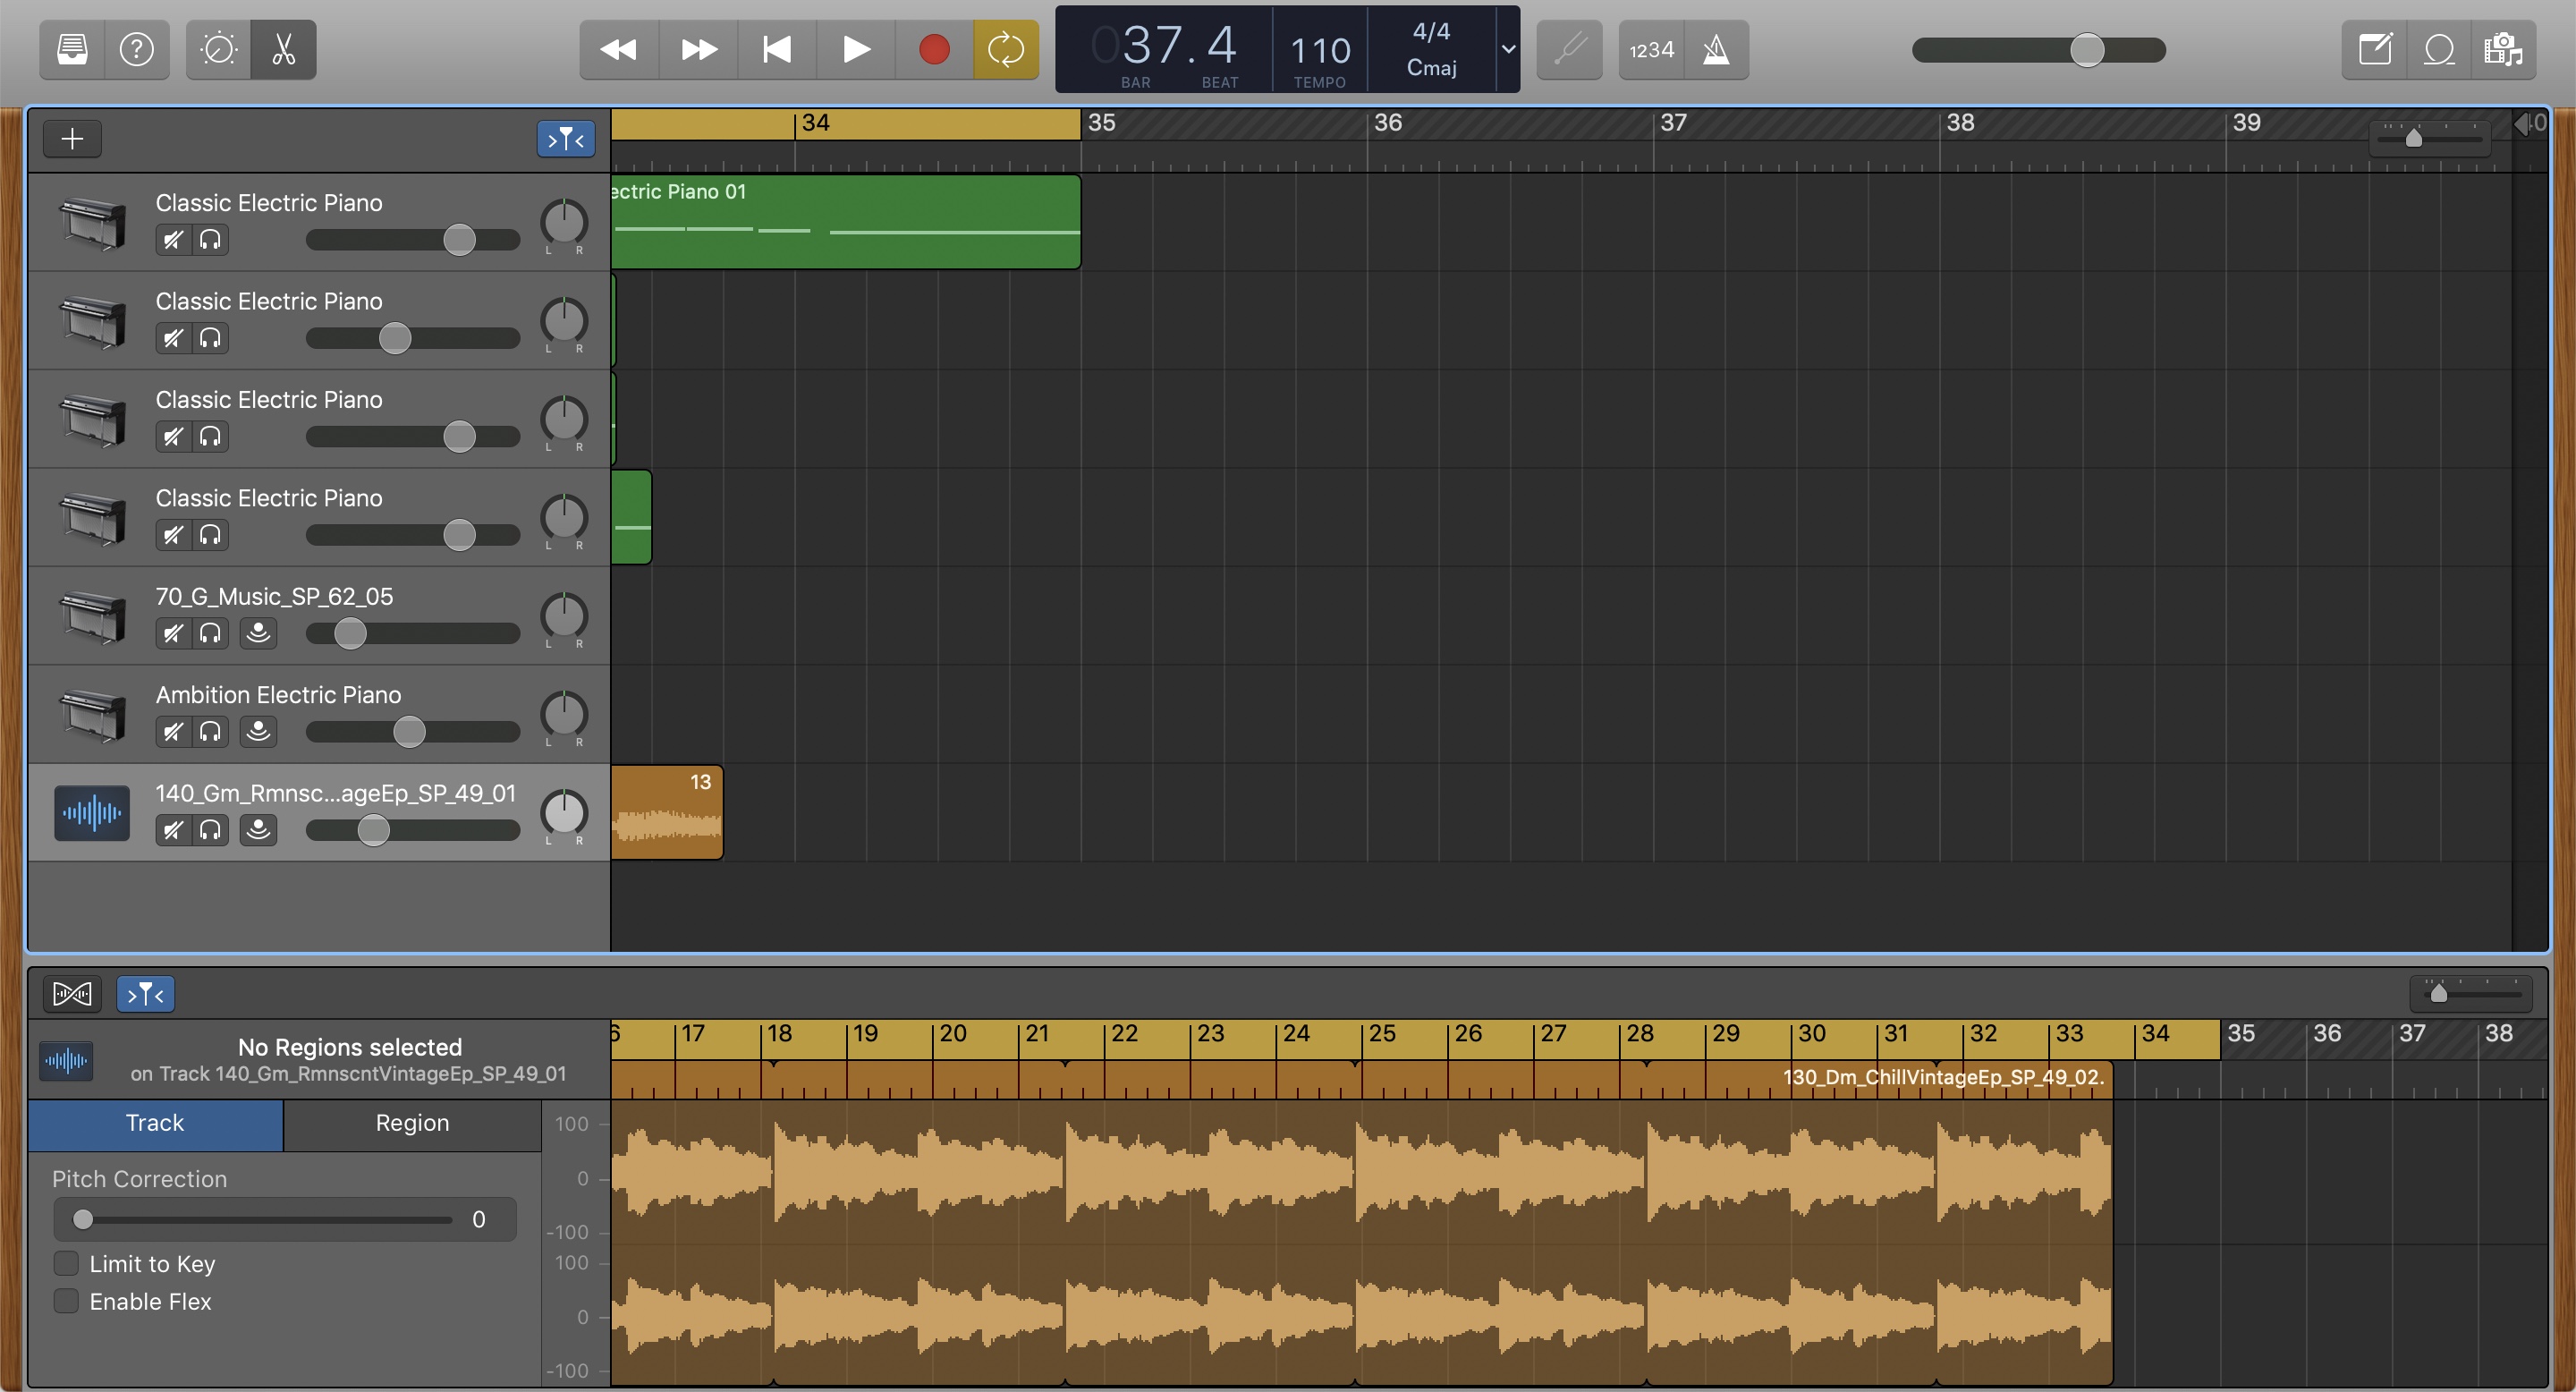 037.4
110
4/4
Cmaj
BAR
BEAT
TEMPO
1234
34
35
36
37
38
39
Classic Electric Piano
L R
ectric Piano 01
Classic Electric Piano
L R
Classic Electric Piano
L R
Classic Electric Piano
L R
70_G_Music_SP_62_05
L R
Ambition Electric Piano
L R
140_Gm_Rmnsc...ageEp_SP_49_01
L R
13
No Regions selected
on Track 140_Gm_RmnscntVintageEp_SP_49_01
6 17 18 19 20 21 22 23 24 25 26 27 28 29 30 31 32 33 34 35 36 37 38
130_Dm_ChillVintageEp_SP_49_02.
Track
Region
Pitch Correction
0
Limit to Key
Enable Flex
100
0
-100
100
0
-100